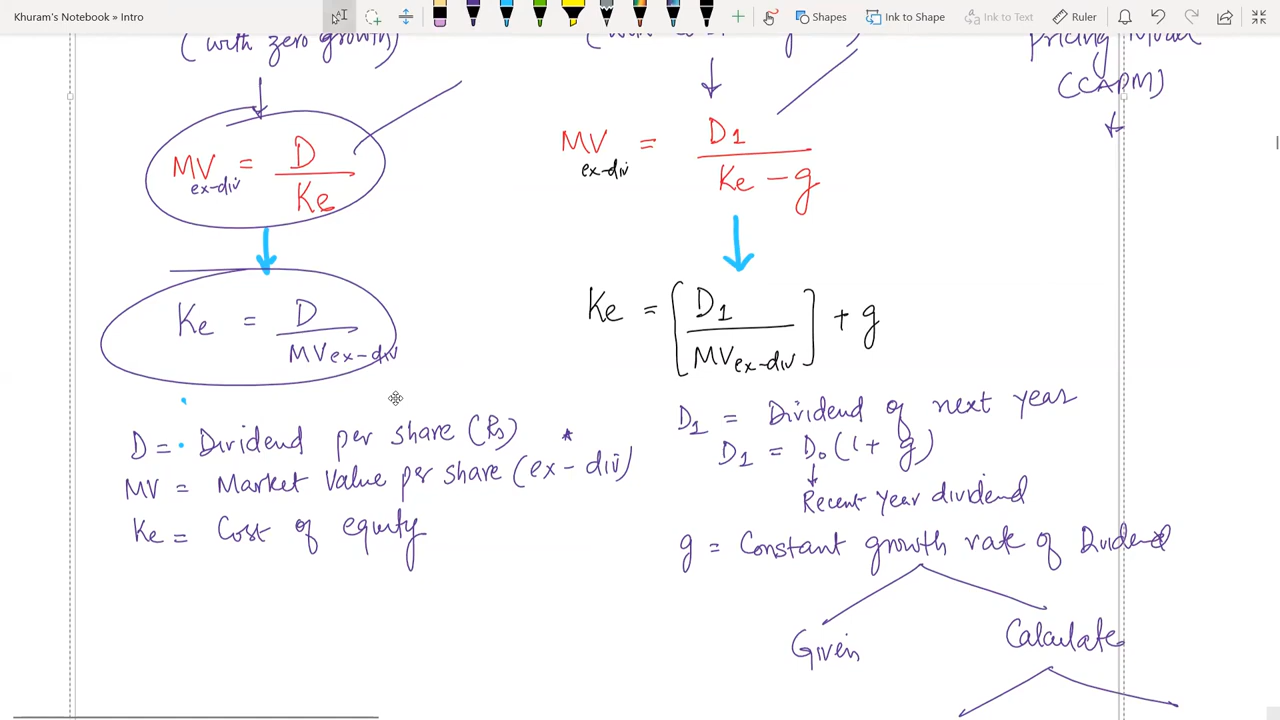 Khuram's Notebook » Intro
Shapes
Ink to Shape
Ink to Text
Ruler
(with zero growth)
Pricing Model
(CAPM)
MV ex-div = D / Ke
MV ex-div = D1 / Ke - g
Ke = D / MV ex-div
Ke = [D1 / MV ex-div] + g
D = Dividend per share (Rs)
MV = Market Value per share (ex-div)
Ke = Cost of equity
D1 = Dividend of next year
D1 = D0 (1 + g)
Recent year dividend
g = Constant growth rate of Dividend
Given
Calculate